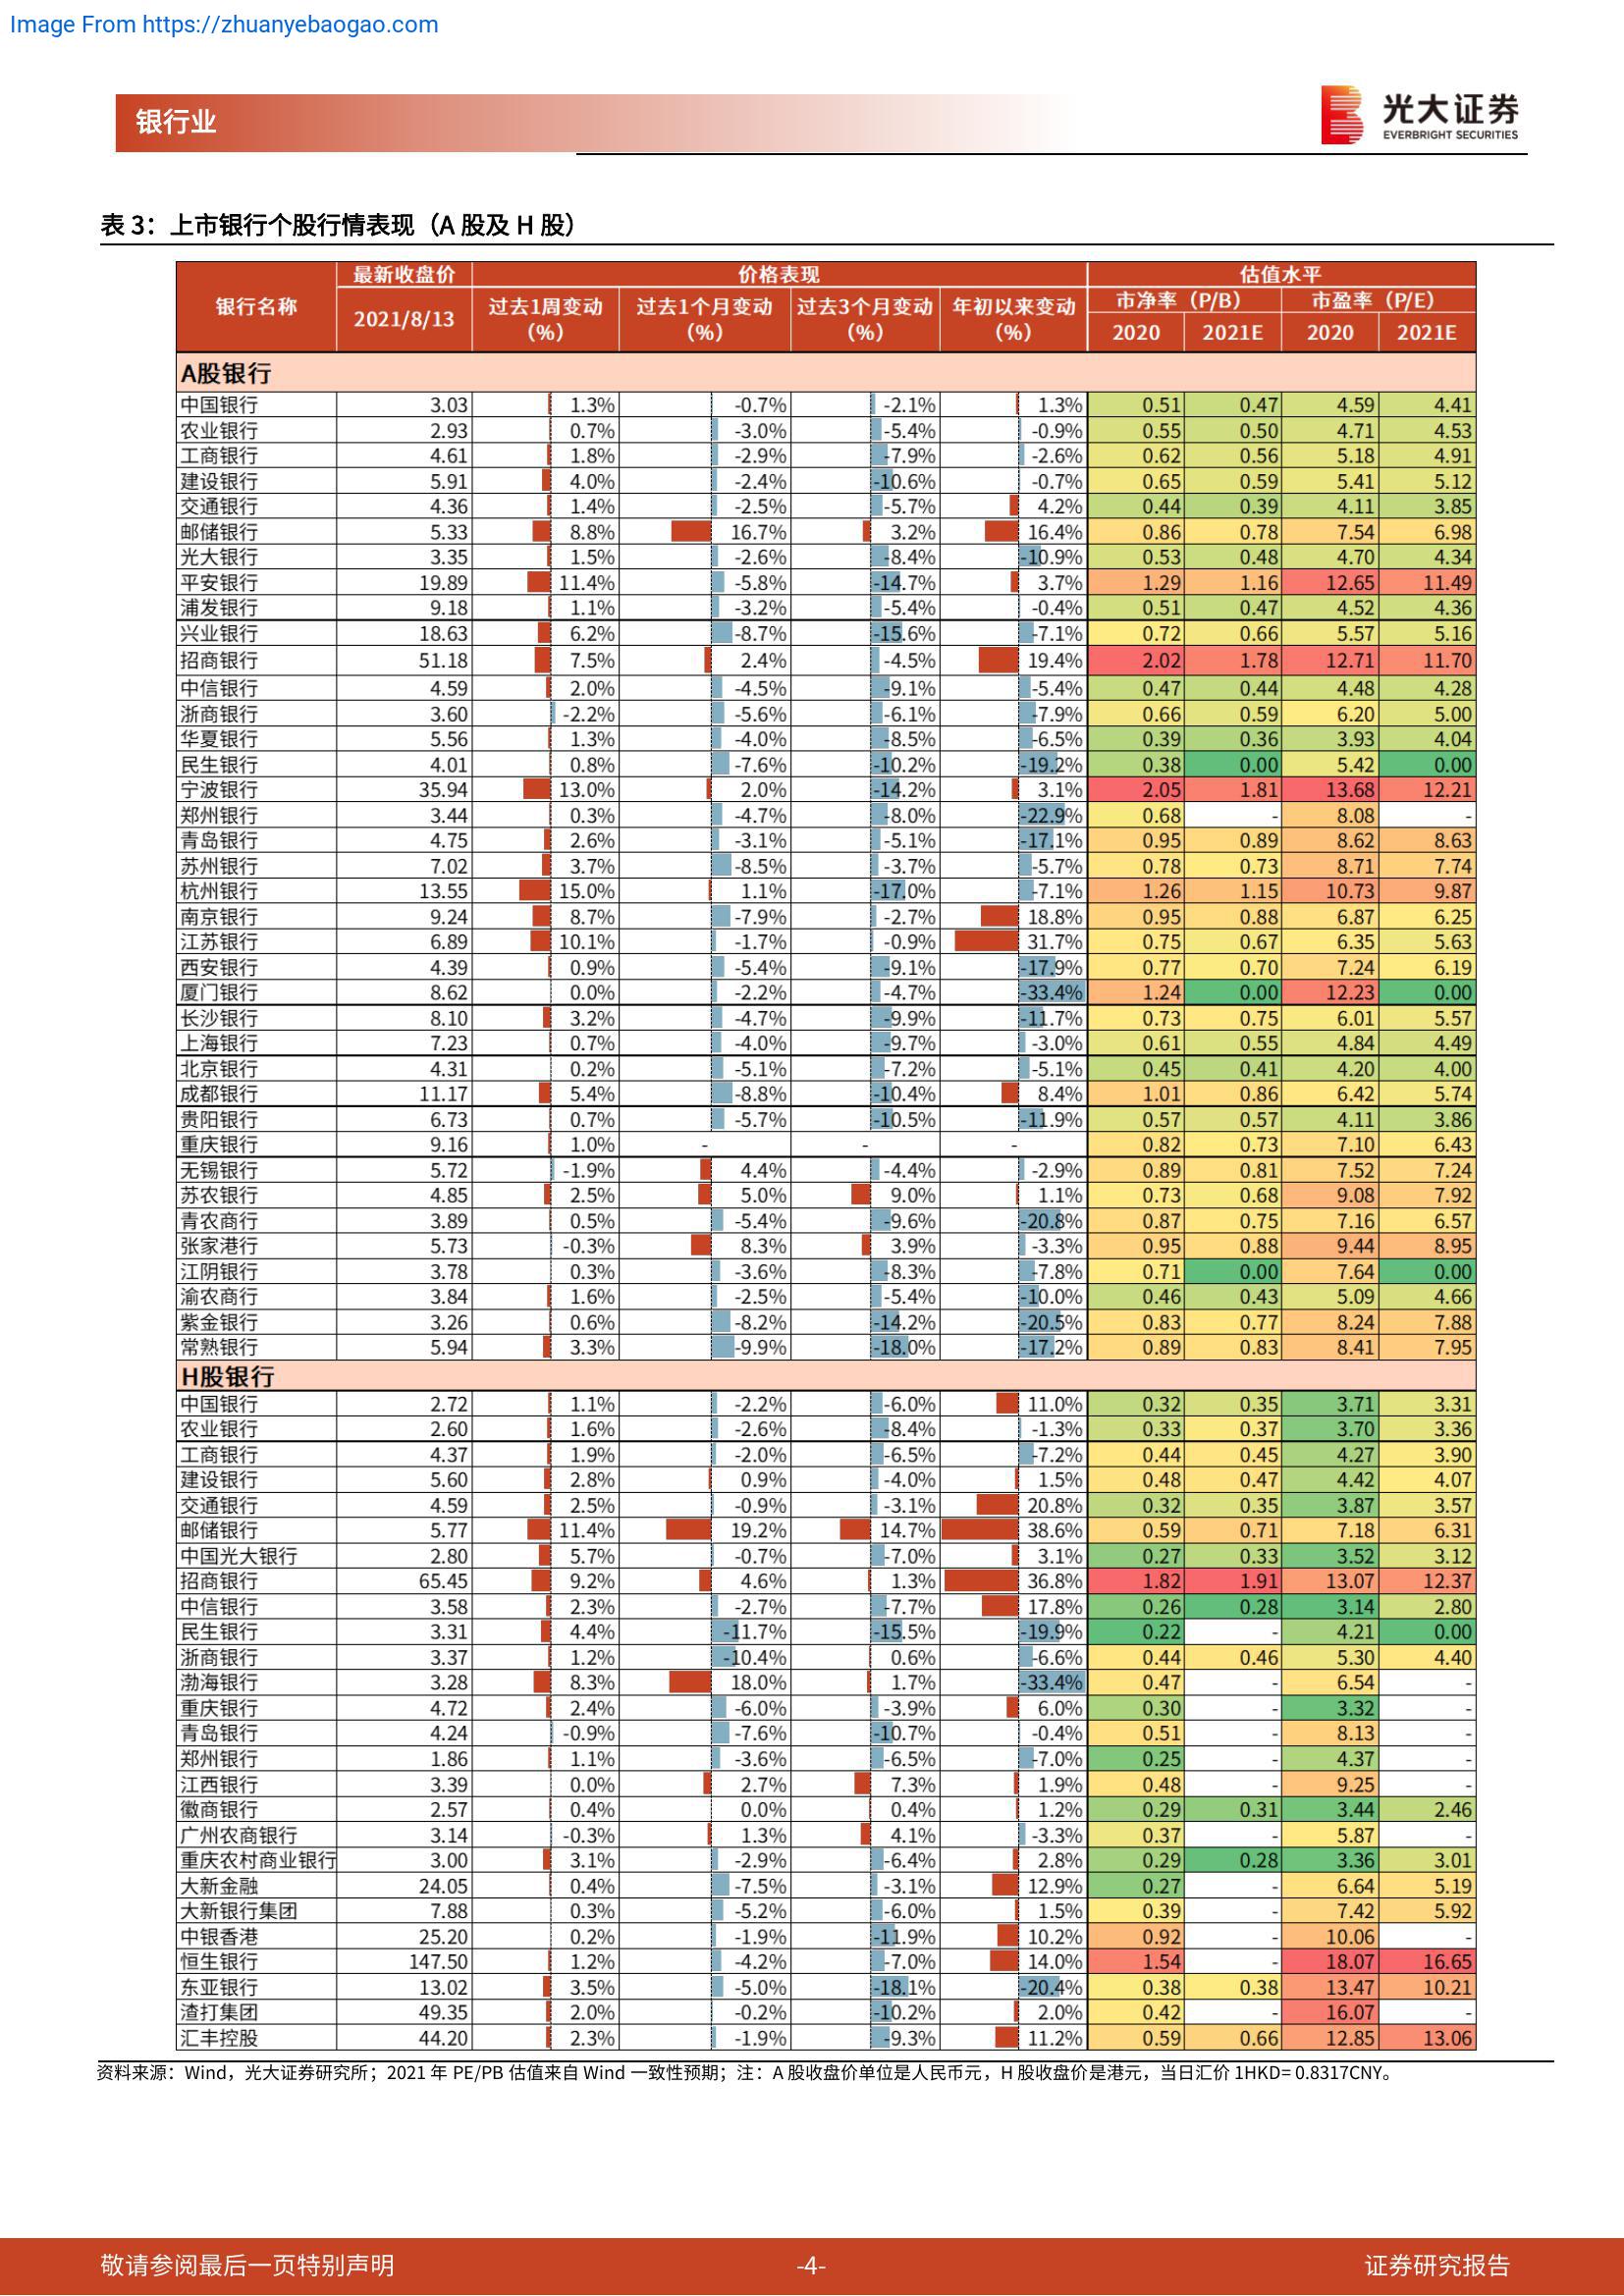 Image From https://zhuanyebaogao.com
银行业
光大证券
EVERBRIGHT SECURITIES
表 3：上市银行个股行情表现（A 股及 H 股）
银行名称 最新收盘价 价格表现 估值水平
2021/8/13 过去1周变动（%） 过去1个月变动（%） 过去3个月变动（%） 年初以来变动（%） 市净率（P/B） 市盈率（P/E）
2020 2021E 2020 2021E
A股银行
中国银行 3.03 1.3% -0.7% -2.1% 1.3% 0.51 0.47 4.59 4.41
农业银行 2.93 0.7% -3.0% -5.4% -0.9% 0.55 0.50 4.71 4.53
工商银行 4.61 1.8% -2.9% -7.9% -2.6% 0.62 0.56 5.18 4.91
建设银行 5.91 4.0% -2.4% -10.6% -0.7% 0.65 0.59 5.41 5.12
交通银行 4.36 1.4% -2.5% -5.7% 4.2% 0.44 0.39 4.11 3.85
邮储银行 5.33 8.8% 16.7% 3.2% 16.4% 0.86 0.78 7.54 6.98
光大银行 3.35 1.5% -2.6% -8.4% -10.9% 0.53 0.48 4.70 4.34
平安银行 19.89 11.4% -5.8% -14.7% 3.7% 1.29 1.16 12.65 11.49
浦发银行 9.18 1.1% -3.2% -5.4% -0.4% 0.51 0.47 4.52 4.36
兴业银行 18.63 6.2% -8.7% -15.6% -7.1% 0.72 0.66 5.57 5.16
招商银行 51.18 7.5% 2.4% -4.5% 19.4% 2.02 1.78 12.71 11.70
中信银行 4.59 2.0% -4.5% -9.1% -5.4% 0.47 0.44 4.48 4.28
浙商银行 3.60 -2.2% -5.6% -6.1% -7.9% 0.66 0.59 6.20 5.00
华夏银行 5.56 1.3% -4.0% -8.5% -6.5% 0.39 0.36 3.93 4.04
民生银行 4.01 0.8% -7.6% -10.2% -19.2% 0.38 0.00 5.42 0.00
宁波银行 35.94 13.0% 2.0% -14.2% 3.1% 2.05 1.81 13.68 12.21
郑州银行 3.44 0.3% -4.7% -8.0% -22.9% 0.68 - 8.08 -
青岛银行 4.75 2.6% -3.1% -5.1% -17.1% 0.95 0.89 8.62 8.63
苏州银行 7.02 3.7% -8.5% -3.7% -5.7% 0.78 0.73 8.71 7.74
杭州银行 13.55 15.0% 1.1% -17.0% -7.1% 1.26 1.15 10.73 9.87
南京银行 9.24 8.7% -7.9% -2.7% 18.8% 0.95 0.88 6.87 6.25
江苏银行 6.89 10.1% -1.7% -0.9% 31.7% 0.75 0.67 6.35 5.63
西安银行 4.39 0.9% -5.4% -9.1% -17.9% 0.77 0.70 7.24 6.19
厦门银行 8.62 0.0% -2.2% -4.7% -33.4% 1.24 0.00 12.23 0.00
长沙银行 8.10 3.2% -4.7% -9.9% -11.7% 0.73 0.75 6.01 5.57
上海银行 7.23 0.7% -4.0% -9.7% -3.0% 0.61 0.55 4.84 4.49
北京银行 4.31 0.2% -5.1% -7.2% -5.1% 0.45 0.41 4.20 4.00
成都银行 11.17 5.4% -8.8% -10.4% 8.4% 1.01 0.86 6.42 5.74
贵阳银行 6.73 0.7% -5.7% -10.5% -11.9% 0.57 0.57 4.11 3.86
重庆银行 9.16 1.0% - - - 0.82 0.73 7.10 6.43
无锡银行 5.72 -1.9% 4.4% -4.4% -2.9% 0.89 0.81 7.52 7.24
苏农银行 4.85 2.5% 5.0% 9.0% 1.1% 0.73 0.68 9.08 7.92
青农商行 3.89 0.5% -5.4% -9.6% -20.8% 0.87 0.75 7.16 6.57
张家港行 5.73 -0.3% 8.3% 3.9% -3.3% 0.95 0.88 9.44 8.95
江阴银行 3.78 0.3% -3.6% -8.3% -7.8% 0.71 0.00 7.64 0.00
渝农商行 3.84 1.6% -2.5% -5.4% -10.0% 0.46 0.43 5.09 4.66
紫金银行 3.26 0.6% -8.2% -14.2% -20.5% 0.83 0.77 8.24 7.88
常熟银行 5.94 3.3% -9.9% -18.0% -17.2% 0.89 0.83 8.41 7.95
H股银行
中国银行 2.72 1.1% -2.2% -6.0% 11.0% 0.32 0.35 3.71 3.31
农业银行 2.60 1.6% -2.6% -8.4% -1.3% 0.33 0.37 3.70 3.36
工商银行 4.37 1.9% -2.0% -6.5% -7.2% 0.44 0.45 4.27 3.90
建设银行 5.60 2.8% 0.9% -4.0% 1.5% 0.48 0.47 4.42 4.07
交通银行 4.59 2.5% -0.9% -3.1% 20.8% 0.32 0.35 3.87 3.57
邮储银行 5.77 11.4% 19.2% 14.7% 38.6% 0.59 0.71 7.18 6.31
中国光大银行 2.80 5.7% -0.7% -7.0% 3.1% 0.27 0.33 3.52 3.12
招商银行 65.45 9.2% 4.6% 1.3% 36.8% 1.82 1.91 13.07 12.37
中信银行 3.58 2.3% -2.7% -7.7% 17.8% 0.26 0.28 3.14 2.80
民生银行 3.31 4.4% -11.7% -15.5% -19.9% 0.22 - 4.21 0.00
浙商银行 3.37 1.2% -10.4% 0.6% -6.6% 0.44 0.46 5.30 4.40
渤海银行 3.28 8.3% 18.0% 1.7% -33.4% 0.47 - 6.54 -
重庆银行 4.72 2.4% -6.0% -3.9% 6.0% 0.30 - 3.32 -
青岛银行 4.24 -0.9% -7.6% -10.7% -0.4% 0.51 - 8.13 -
郑州银行 1.86 1.1% -3.6% -6.5% -7.0% 0.25 - 4.37 -
江西银行 3.39 0.0% 2.7% 7.3% 1.9% 0.48 - 9.25 -
徽商银行 2.57 0.4% 0.0% 0.4% 1.2% 0.29 0.31 3.44 2.46
广州农商银行 3.14 -0.3% 1.3% 4.1% -3.3% 0.37 - 5.87 -
重庆农村商业银行 3.00 3.1% -2.9% -6.4% 2.8% 0.29 0.28 3.36 3.01
大新金融 24.05 0.4% -7.5% -3.1% 12.9% 0.27 - 6.64 5.19
大新银行集团 7.88 0.3% -5.2% -6.0% 1.5% 0.39 - 7.42 5.92
中银香港 25.20 0.2% -1.9% -11.9% 10.2% 0.92 - 10.06 -
恒生银行 147.50 1.2% -4.2% -7.0% 14.0% 1.54 - 18.07 16.65
东亚银行 13.02 3.5% -5.0% -18.1% -20.4% 0.38 0.38 13.47 10.21
渣打集团 49.35 2.0% -0.2% -10.2% 2.0% 0.42 - 16.07 -
汇丰控股 44.20 2.3% -1.9% -9.3% 11.2% 0.59 0.66 12.85 13.06
资料来源：Wind，光大证券研究所；2021 年 PE/PB 估值来自 Wind 一致性预期；注：A 股收盘价单位是人民币元，H 股收盘价是港元，当日汇价 1HKD= 0.8317CNY。
敬请参阅最后一页特别声明 -4- 证券研究报告